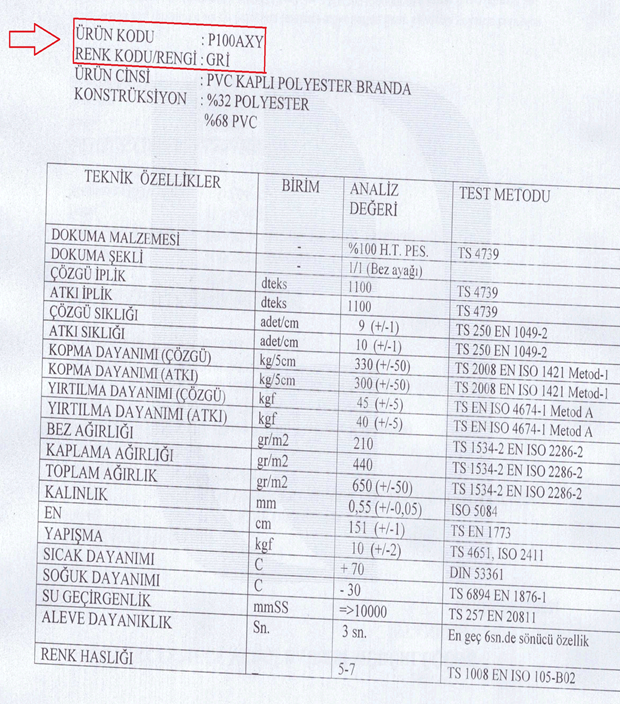 ÜRÜN KODU : P100AXY
RENK KODU/RENGİ : GRİ
ÜRÜN CİNSİ : PVC KAPLI POLYESTER BRANDA
KONSTRÜKSİYON : %32 POLYESTER
%68 PVC
TEKNİK ÖZELLİKLER BİRİM ANALİZ DEĞERİ TEST METODU
DOKUMA MALZEMESİ - %100 H.T. PES. TS 4739
DOKUMA ŞEKLİ - 1/1 (Bez ayağı)
ÇÖZGÜ İPLİK dteks 1100 TS 4739
ATKI İPLİK dteks 1100 TS 4739
ÇÖZGÜ SIKLIĞI adet/cm 9 (+/-1) TS 250 EN 1049-2
ATKI SIKLIĞI adet/cm 10 (+/-1) TS 250 EN 1049-2
KOPMA DAYANIMI (ÇÖZGÜ) kg/5cm 330 (+/-50) TS 2008 EN ISO 1421 Metod-1
KOPMA DAYANIMI (ATKI) kg/5cm 300 (+/-50) TS 2008 EN ISO 1421 Metod-1
YIRTILMA DAYANIMI (ÇÖZGÜ) kgf 45 (+/-5) TS EN ISO 4674-1 Metod A
YIRTILMA DAYANIMI (ATKI) kgf 40 (+/-5) TS EN ISO 4674-1 Metod A
BEZ AĞIRLIĞI gr/m2 210 TS 1534-2 EN ISO 2286-2
KAPLAMA AĞIRLIĞI gr/m2 440 TS 1534-2 EN ISO 2286-2
TOPLAM AĞIRLIK gr/m2 650 (+/-50) TS 1534-2 EN ISO 2286-2
KALINLIK mm 0,55 (+/-0,05) ISO 5084
EN cm 151 (+/-1) TS EN 1773
YAPIŞMA kgf 10 (+/-2) TS 4651, ISO 2411
SICAK DAYANIMI C + 70 DIN 53361
SOĞUK DAYANIMI C - 30 TS 6894 EN 1876-1
SU GEÇİRGENLİK mmSS =>10000 TS 257 EN 20811
ALEVE DAYANIKLIK Sn. 3 sn. En geç 6sn.de sönücü özellik
RENK HASLIĞI 5-7 TS 1008 EN ISO 105-B02